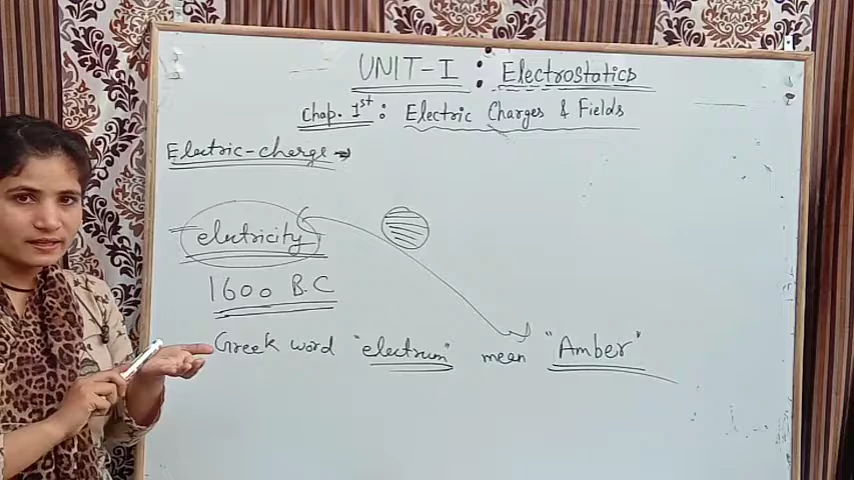 UNIT-I : Electrostatics
Chap. 1st : Electric Charges & Fields
Electric-charge →
electricity
1600 B.C
Greek word "electrum" mean "Amber"